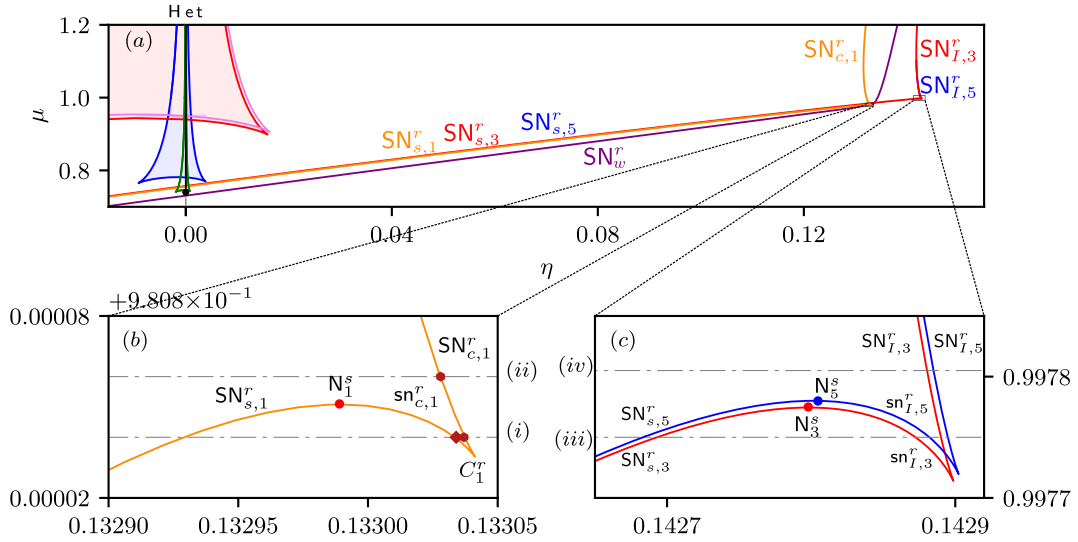 Het
1.2
(a)
SN^r_{c,1}
SN^r_{I,3}
1.0
SN^r_{I,5}
μ
SN^r_{s,1}
SN^r_{s,3}
SN^r_{s,5}
SN^r_w
0.8
0.00
0.04
0.08
0.12
η
+9.808×10^{−1}
0.00008
(b)
SN^r_{c,1}
(ii)
N^s_1
SN^r_{s,1}
sn^r_{c,1}
(i)
C^r_1
0.00002
0.13290
0.13295
0.13300
0.13305
(c)
SN^r_{I,3}
SN^r_{I,5}
(iv)
0.99778
N^s_5
SN^r_{s,5}
sn^r_{I,5}
N^s_3
(iii)
SN^r_{s,3}
sn^r_{I,3}
0.99777
0.1427
0.1429